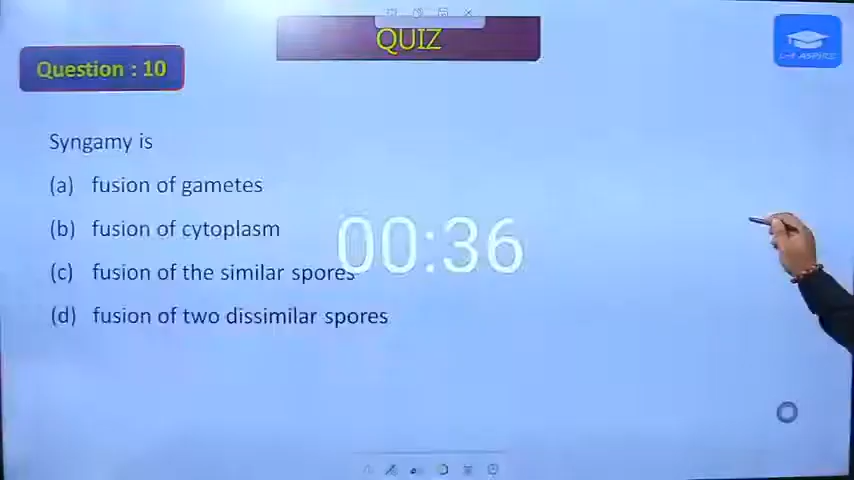 QUIZ
Question : 10
Syngamy is
(a) fusion of gametes
(b) fusion of cytoplasm
(c) fusion of the similar spores
(d) fusion of two dissimilar spores
00:36